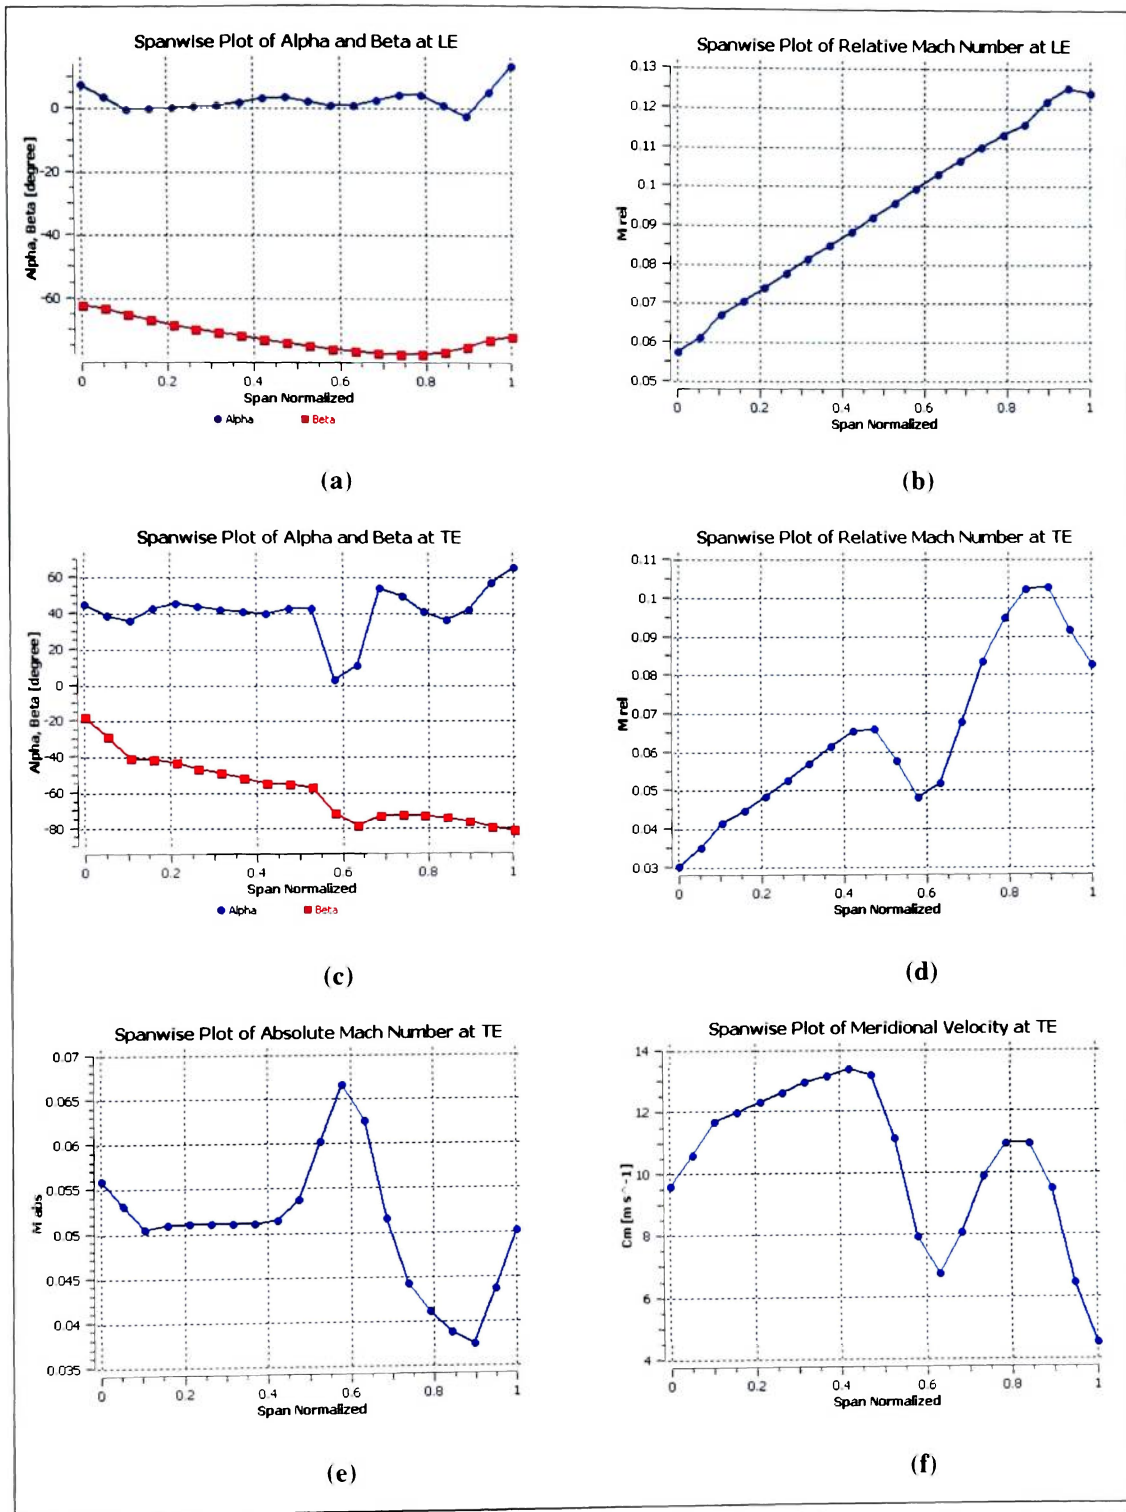 Spanwise Plot of Alpha and Beta at LE
Alpha, Beta [degree]
0
-20
-40
-60
0 0.2 0.4 0.6 0.8 1
Span Normalized
Alpha Beta
(a)
Spanwise Plot of Relative Mach Number at LE
M rel
0.13
0.12
0.11
0.1
0.09
0.08
0.07
0.06
0.05
0 0.2 0.4 0.6 0.8 1
Span Normalized
(b)
Spanwise Plot of Alpha and Beta at TE
Alpha, Beta [degree]
60
40
20
0
-20
-40
-60
-80
0 0.2 0.4 0.6 0.8 1
Span Normalized
Alpha Beta
(c)
Spanwise Plot of Relative Mach Number at TE
M rel
0.11
0.1
0.09
0.08
0.07
0.06
0.05
0.04
0.03
0 0.2 0.4 0.6 0.8 1
Span Normalized
(d)
Spanwise Plot of Absolute Mach Number at TE
M abs
0.07
0.065
0.06
0.055
0.05
0.045
0.04
0.035
0 0.2 0.4 0.6 0.8 1
Span Normalized
(e)
Spanwise Plot of Meridional Velocity at TE
Cm [m s^-1]
14
12
10
8
6
4
0 0.2 0.4 0.6 0.8 1
Span Normalized
(f)